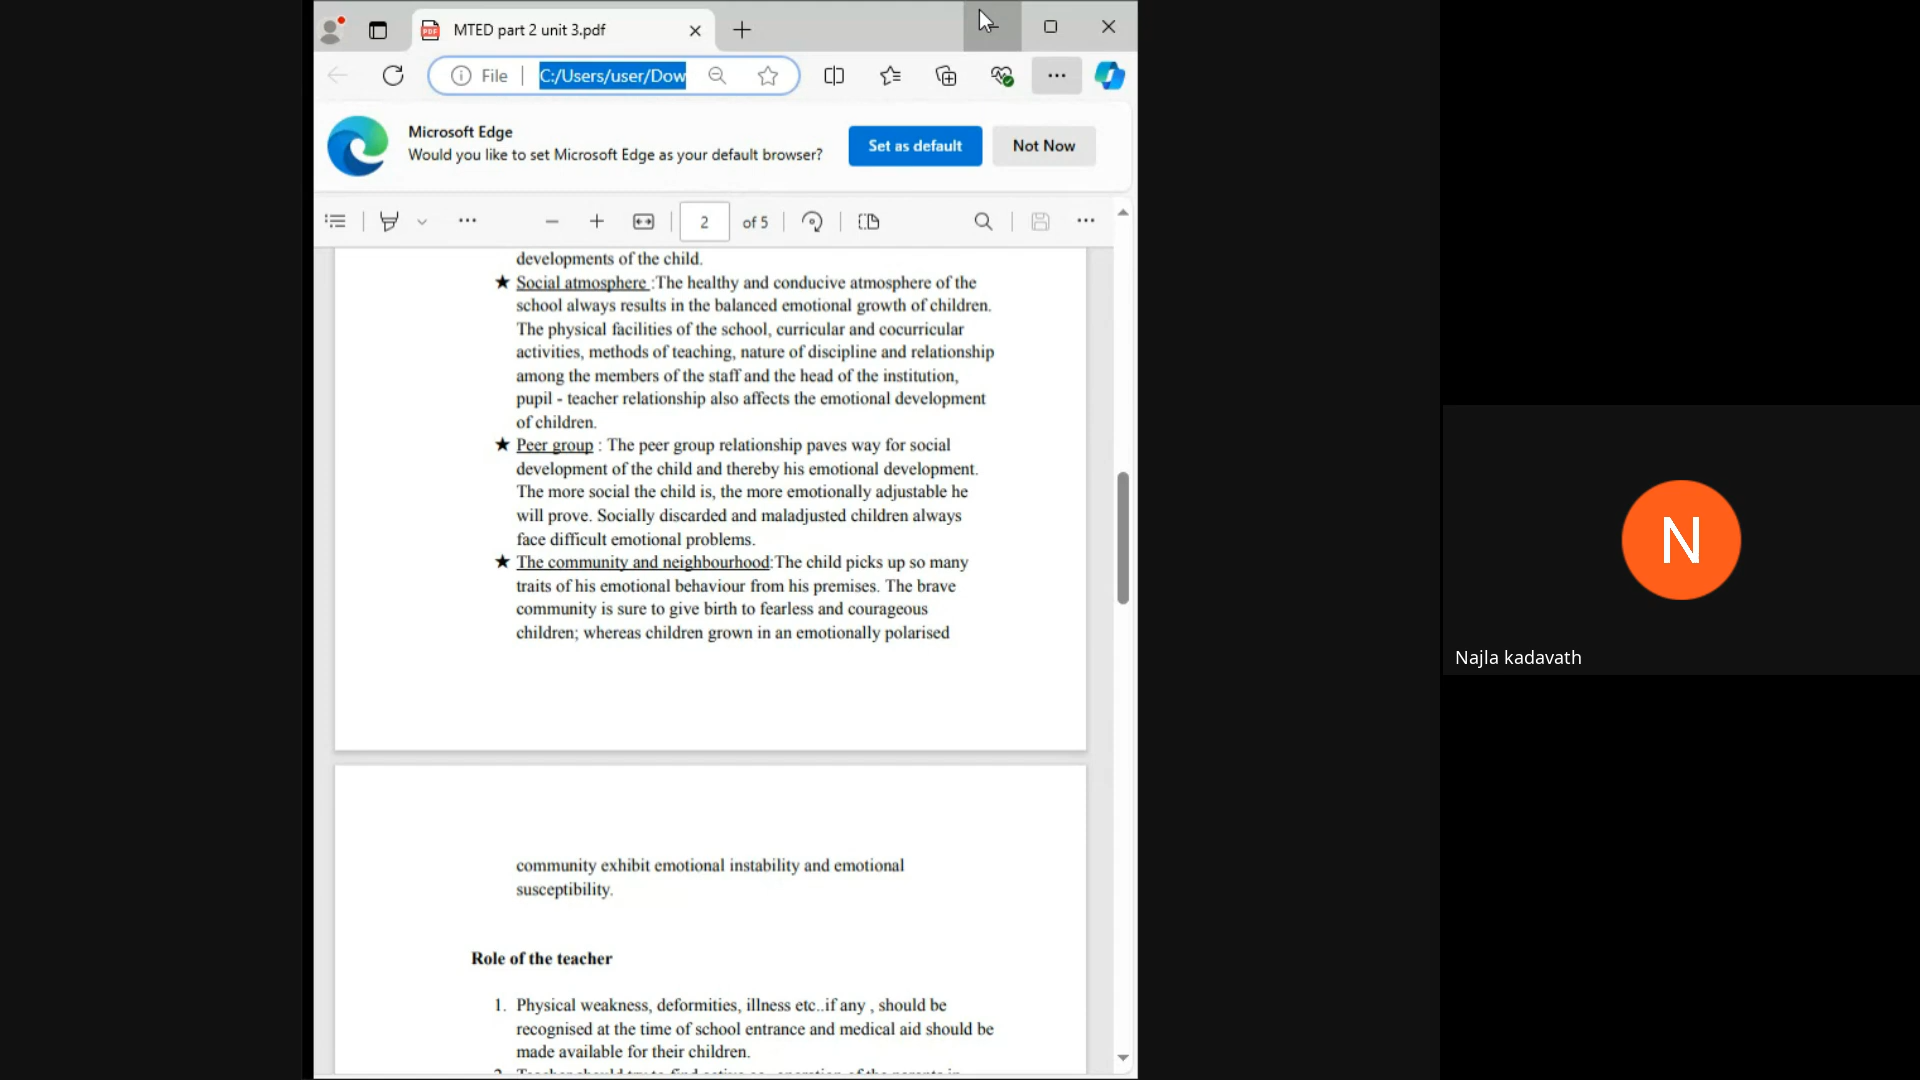 MTED part 2 unit 3.pdf
File
C:/Users/user/Dow
Microsoft Edge
Would you like to set Microsoft Edge as your default browser?
Set as default
Not Now
2 of 5
developments of the child.
★ Social atmosphere :The healthy and conducive atmosphere of the
school always results in the balanced emotional growth of children.
The physical facilities of the school, curricular and cocurricular
activities, methods of teaching, nature of discipline and relationship
among the members of the staff and the head of the institution,
pupil - teacher relationship also affects the emotional development
of children.
★ Peer group : The peer group relationship paves way for social
development of the child and thereby his emotional development.
The more social the child is, the more emotionally adjustable he
will prove. Socially discarded and maladjusted children always
face difficult emotional problems.
★ The community and neighbourhood:The child picks up so many
traits of his emotional behaviour from his premises. The brave
community is sure to give birth to fearless and courageous
children; whereas children grown in an emotionally polarised
community exhibit emotional instability and emotional
susceptibility.
Role of the teacher
1. Physical weakness, deformities, illness etc..if any , should be
recognised at the time of school entrance and medical aid should be
made available for their children.
N
Najla kadavath